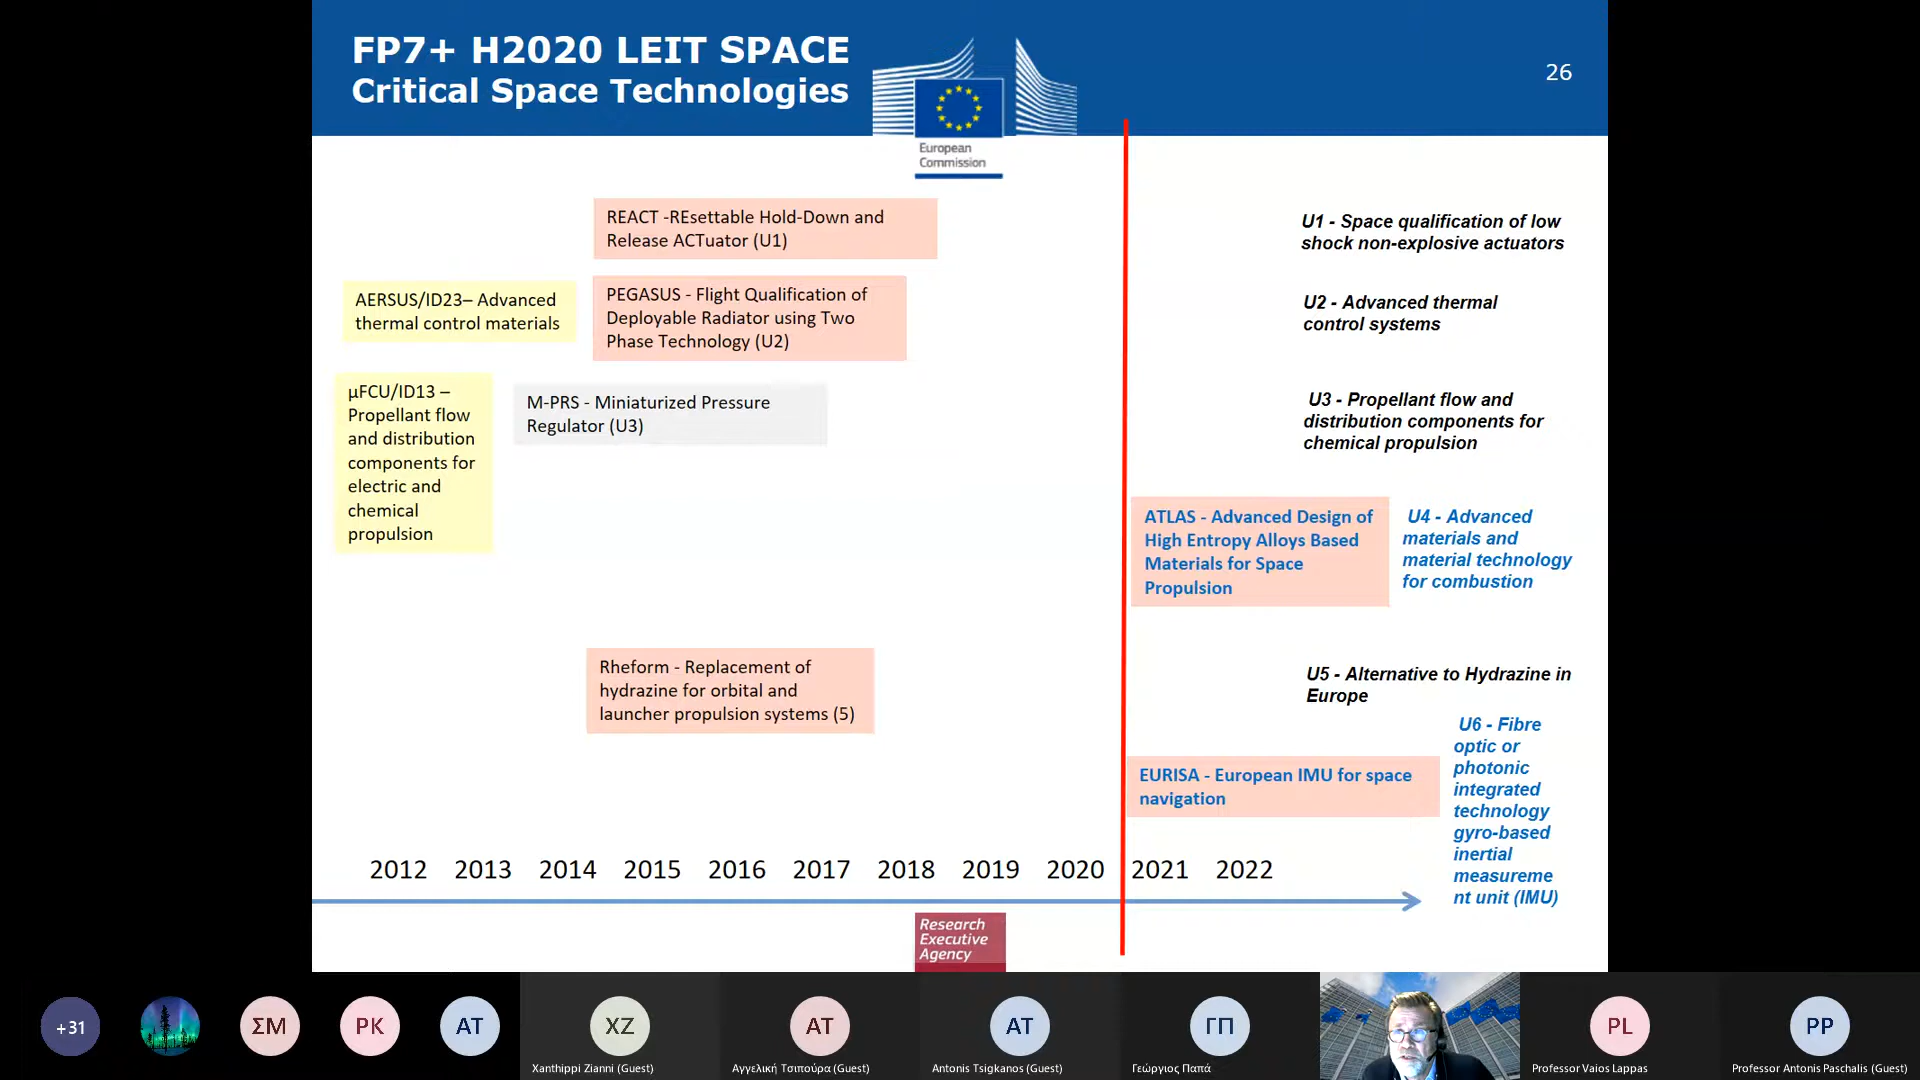 FP7+ H2020 LEIT SPACE
Critical Space Technologies
26
European
Commission
REACT -REsettable Hold-Down and
Release ACTuator (U1)
U1 - Space qualification of low
shock non-explosive actuators
AERSUS/ID23– Advanced
thermal control materials
PEGASUS - Flight Qualification of
Deployable Radiator using Two
Phase Technology (U2)
U2 - Advanced thermal
control systems
μFCU/ID13 –
Propellant flow
and distribution
components for
electric and
chemical
propulsion
M-PRS - Miniaturized Pressure
Regulator (U3)
U3 - Propellant flow and
distribution components for
chemical propulsion
ATLAS - Advanced Design of
High Entropy Alloys Based
Materials for Space
Propulsion
U4 - Advanced
materials and
material technology
for combustion
Rheform - Replacement of
hydrazine for orbital and
launcher propulsion systems (5)
U5 - Alternative to Hydrazine in
Europe
EURISA - European IMU for space
navigation
U6 - Fibre
optic or
photonic
integrated
technology
gyro-based
inertial
measureme
nt unit (IMU)
2012 2013 2014 2015 2016 2017 2018 2019 2020 2021 2022
Research
Executive
Agency
+31
ΣΜ
PK
AT
XZ
Xanthippi Zianni (Guest)
AT
Αγγελική Τσιπούρα (Guest)
AT
Antonis Tsigkanos (Guest)
ΓΠ
Γεώργιος Παπά
PL
Professor Vaios Lappas
PP
Professor Antonis Paschalis (Guest)